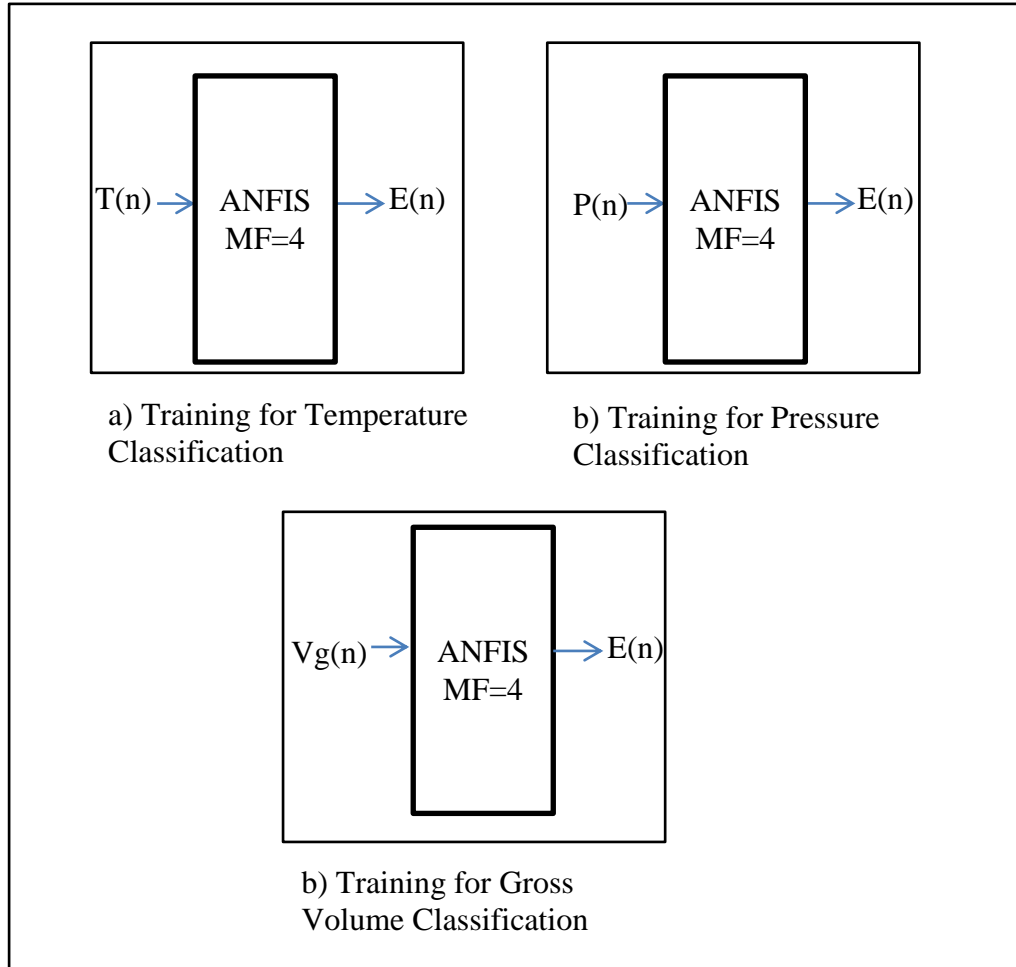 T(n)
ANFIS
MF=4
E(n)
a) Training for Temperature
Classification
P(n)
ANFIS
MF=4
E(n)
b) Training for Pressure
Classification
Vg(n)
ANFIS
MF=4
E(n)
b) Training for Gross
Volume Classification